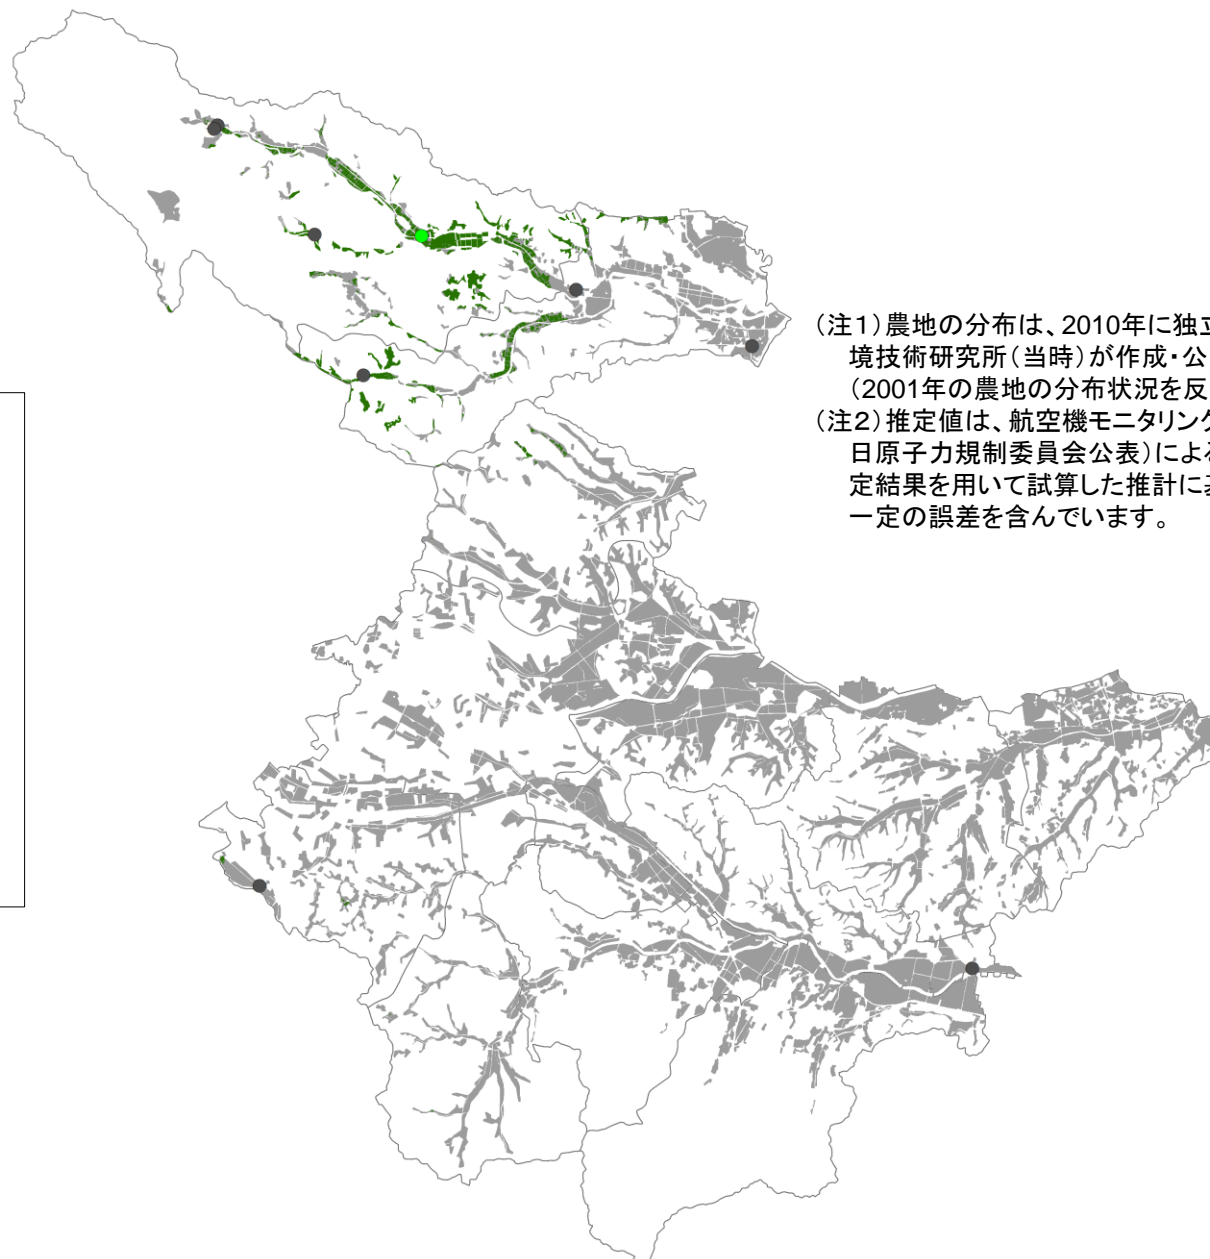 （注１）農地の分布は、2010年に独立
境技術研究所（当時）が作成・公
（2001年の農地の分布状況を反
（注２）推定値は、航空機モニタリング
日原子力規制委員会公表）による
定結果を用いて試算した推計に基
一定の誤差を含んでいます。